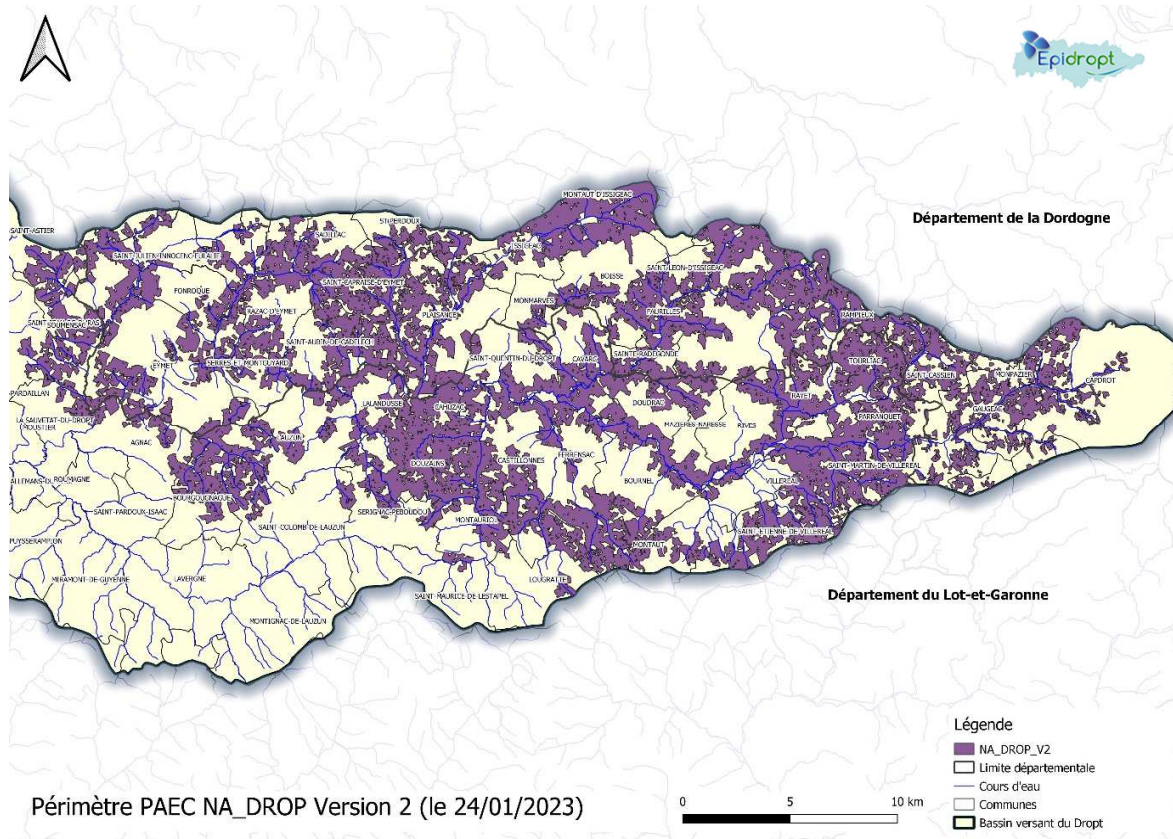 Epidropt
Département de la Dordogne
MONTAUT D'ISSIGEAC
SAINT-ASTIER
ST-PERDOUX
SADILLAC
ISSIGEAC
SAINT-JULIEN-INNOCENC-EULALIE
BOISSE
SAINT-LEON-D'ISSIGEAC
FONROQUE
SAINT-CAPRAISE-D'EYMET
MONMARVES
RAZAC-D'EYMET
PLAISANCE
FAURILLES
RAMPIEUX
SOUMENSAC
SAINT-AUBIN-DE-CADELECH
SAINT-QUENTIN-DU-DROPT
CAVARC
SAINTE-RADEGONDE
TOURLIAC
EYMET
SERRES-ET-MONTGUYARD
SAINT-CASSIEN
MONPAZIER
CAPDROT
PARDAILLAN
LALANDUSSE
CAHUZAC
DOUDRAC
RAYET
GAUGEAC
LA SAUVETAT-DU-DROPT
MOUSTIER
AGNAC
LAUZUN
MAZIERES-NARESSE
RIVES
PARRANQUET
DOUZAINS
CASTILLONNES
FERRENSAC
SAINT-MARTIN-DE-VILLEREAL
ALLEMANS-DU
ROUMAGNE
BOURGOUGNAGUE
BOURNEL
VILLEREAL
SAINT-PARDOUX-ISAAC
SERIGNAC-PEBOUDOU
SAINT-COLOMB-DE-LAUZUN
MONTAURIOL
SAINT-ETIENNE-DE-VILLEREAL
PUYSSERAMPION
MONTAUT
MIRAMONT-DE-GUYENNE
LAVERGNE
LOUGRATTE
SAINT-MAURICE-DE-LESTAPEL
MONTIGNAC-DE-LAUZUN
Département du Lot-et-Garonne
Légende
NA_DROP_V2
Limite départementale
Cours d'eau
Communes
Bassin versant du Dropt
Périmètre PAEC NA_DROP Version 2 (le 24/01/2023)
0 5 10 km